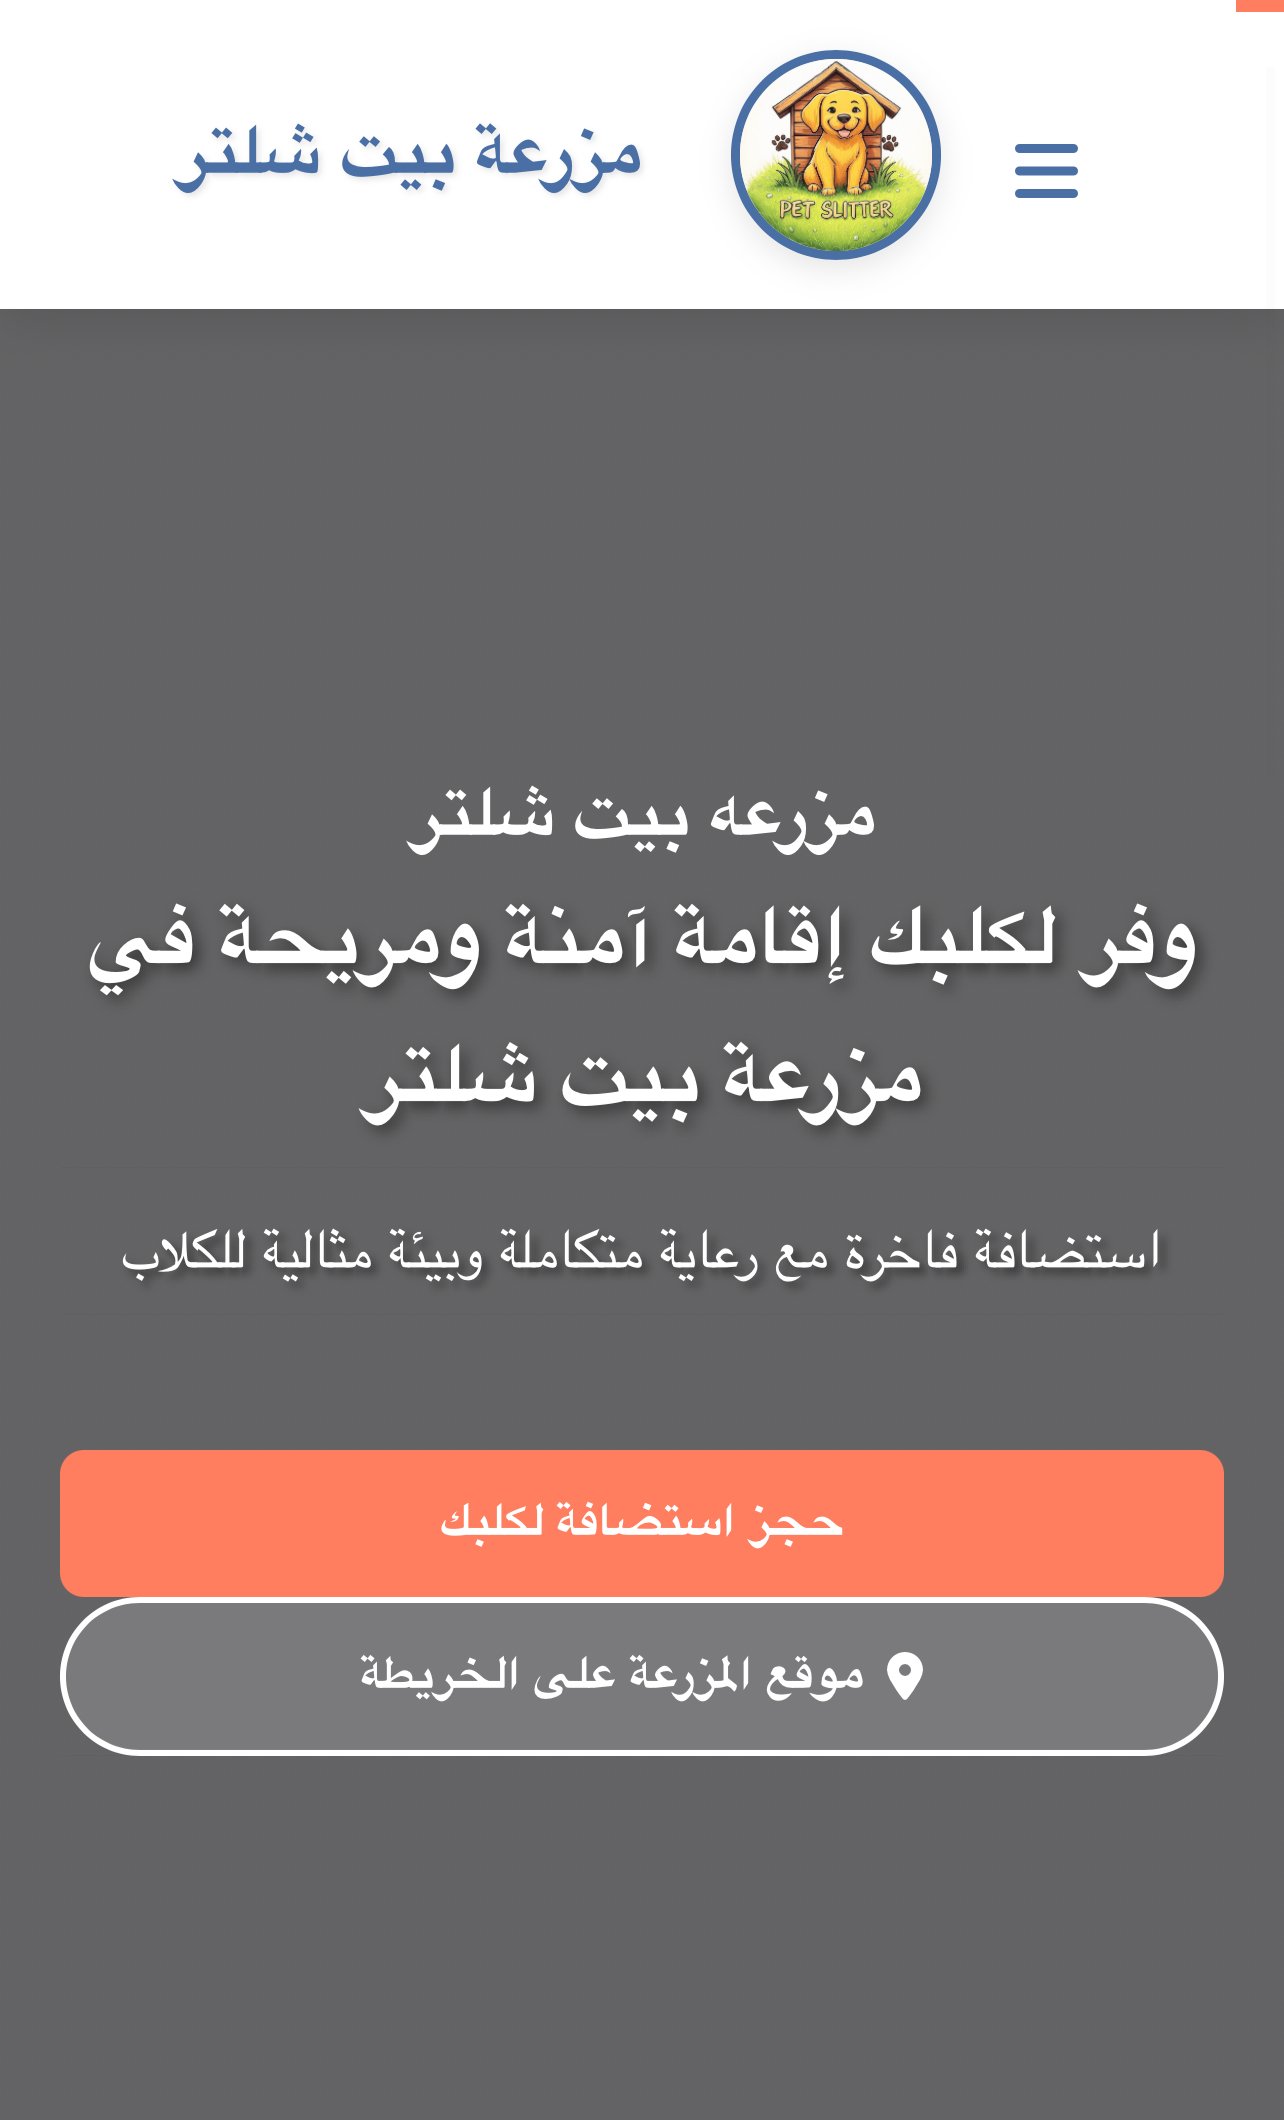 مزرعة بيت شلتر
PET SLITTER
مزرعه بيت شلتر
وفر لكلبك إقامة آمنة ومريحة في
مزرعة بيت شلتر
استضافة فاخرة مع رعاية متكاملة وبيئة مثالية للكلاب
حجز استضافة لكلبك
موقع المزرعة على الخريطة